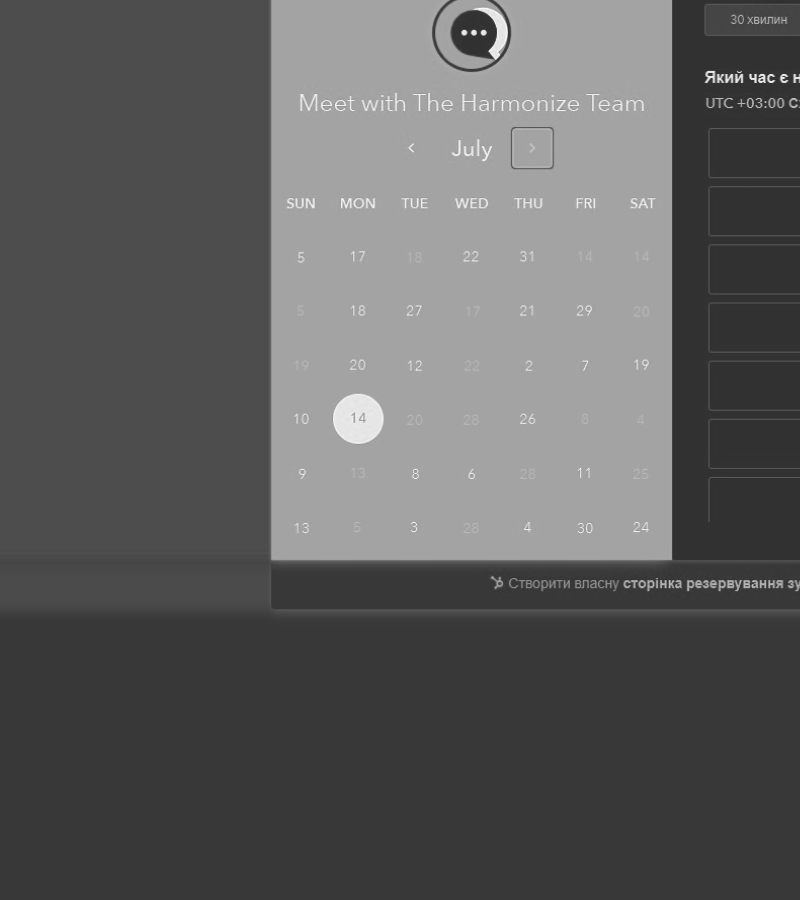 30 хвилин
Meet with The Harmonize Team
July
SUN MON TUE WED THU FRI SAT
5 17 18 22 31 14 14
5 18 27 17 21 29 20
19 20 12 22 2 7 19
10 14 20 28 26 8 4
9 13 8 6 28 11 25
13 5 3 28 4 30 24
Який час є н
UTC +03:00 С
Створити власну сторінка резервування зу